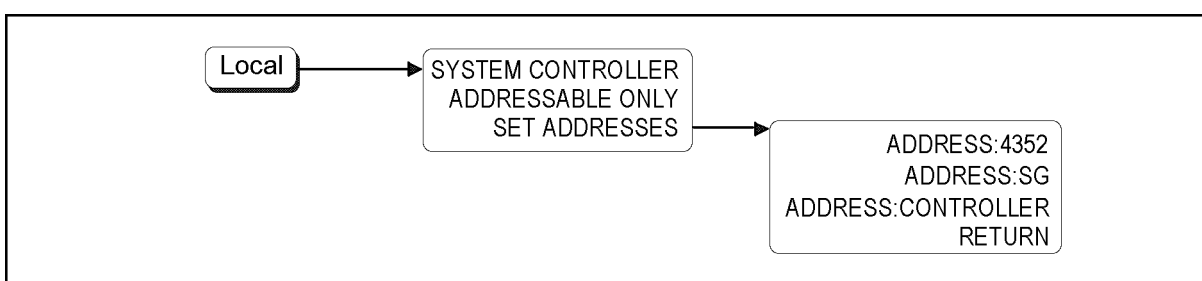 Local
SYSTEM CONTROLLER
ADDRESSABLE ONLY
SET ADDRESSES
ADDRESS:4352
ADDRESS:SG
ADDRESS:CONTROLLER
RETURN